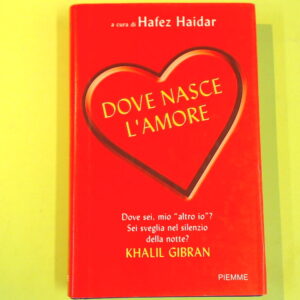 a cura di Hafez Haidar
DOVE NASCE
L'AMORE
Dove sei, mio "altro io"?
Sei sveglia nel silenzio
della notte?
KHALIL GIBRAN
PIEMME